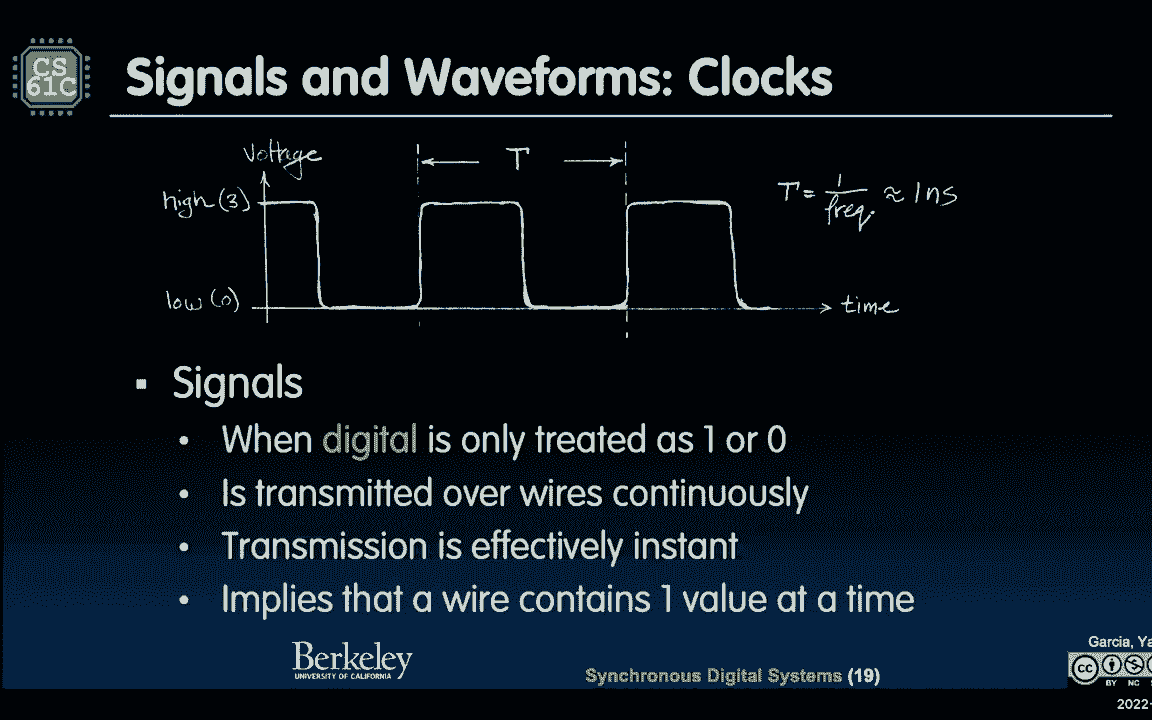 CS
61C
Signals and Waveforms: Clocks
Voltage
T
high (3)
T = 1/freq. ≈ 1ns
low (0)
time
▪ Signals
• When digital is only treated as 1 or 0
• Is transmitted over wires continuously
• Transmission is effectively instant
• Implies that a wire contains 1 value at a time
Berkeley
UNIVERSITY OF CALIFORNIA
Synchronous Digital Systems (19)
Garcia, Ya
cc
BY NC
2022-